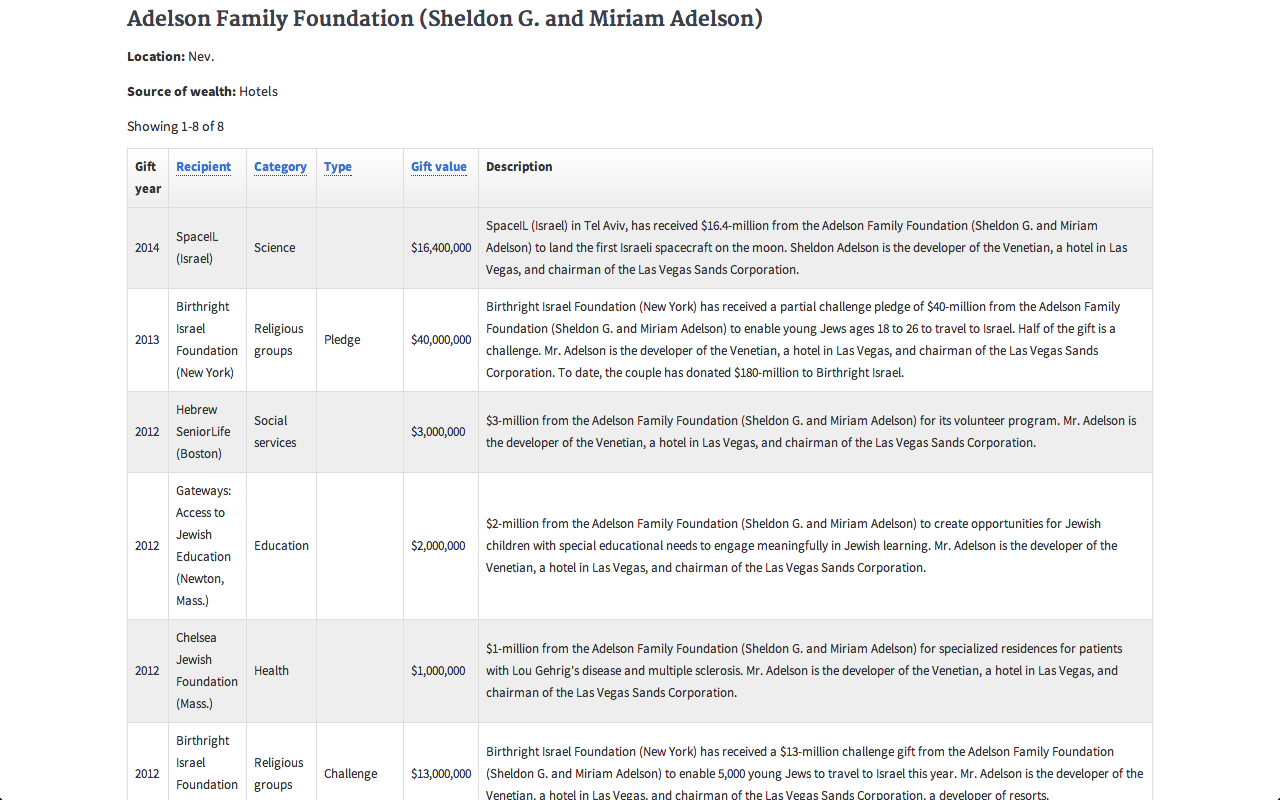 Adelson Family Foundation (Sheldon G. and Miriam Adelson)
Location: Nev.
Source of wealth: Hotels
Showing 1-8 of 8
Gift year
Recipient
Category
Type
Gift value
Description
2014
SpaceIL
(Israel)
Science
$16,400,000
SpaceIL (Israel) in Tel Aviv, has received $16.4-million from the Adelson Family Foundation (Sheldon G. and Miriam
Adelson) to land the first Israeli spacecraft on the moon. Sheldon Adelson is the developer of the Venetian, a hotel in Las
Vegas, and chairman of the Las Vegas Sands Corporation.
2013
Birthright
Israel
Foundation
(New York)
Religious
groups
Pledge
$40,000,000
Birthright Israel Foundation (New York) has received a partial challenge pledge of $40-million from the Adelson Family
Foundation (Sheldon G. and Miriam Adelson) to enable young Jews ages 18 to 26 to travel to Israel. Half of the gift is a
challenge. Mr. Adelson is the developer of the Venetian, a hotel in Las Vegas, and chairman of the Las Vegas Sands
Corporation. To date, the couple has donated $180-million to Birthright Israel.
2012
Hebrew
SeniorLife
(Boston)
Social
services
$3,000,000
$3-million from the Adelson Family Foundation (Sheldon G. and Miriam Adelson) for its volunteer program. Mr. Adelson is
the developer of the Venetian, a hotel in Las Vegas, and chairman of the Las Vegas Sands Corporation.
2012
Gateways:
Access to
Jewish
Education
(Newton,
Mass.)
Education
$2,000,000
$2-million from the Adelson Family Foundation (Sheldon G. and Miriam Adelson) to create opportunities for Jewish
children with special educational needs to engage meaningfully in Jewish learning. Mr. Adelson is the developer of the
Venetian, a hotel in Las Vegas, and chairman of the Las Vegas Sands Corporation.
2012
Chelsea
Jewish
Foundation
(Mass.)
Health
$1,000,000
$1-million from the Adelson Family Foundation (Sheldon G. and Miriam Adelson) for specialized residences for patients
with Lou Gehrig's disease and multiple sclerosis. Mr. Adelson is the developer of the Venetian, a hotel in Las Vegas, and
chairman of the Las Vegas Sands Corporation.
2012
Birthright
Israel
Foundation
Religious
groups
Challenge
$13,000,000
Birthright Israel Foundation (New York) has received a $13-million challenge gift from the Adelson Family Foundation
(Sheldon G. and Miriam Adelson) to enable 5,000 young Jews to travel to Israel this year. Mr. Adelson is the developer of the
Venetian, a hotel in Las Vegas, and chairman of the Las Vegas Sands Corporation, a developer of resorts.